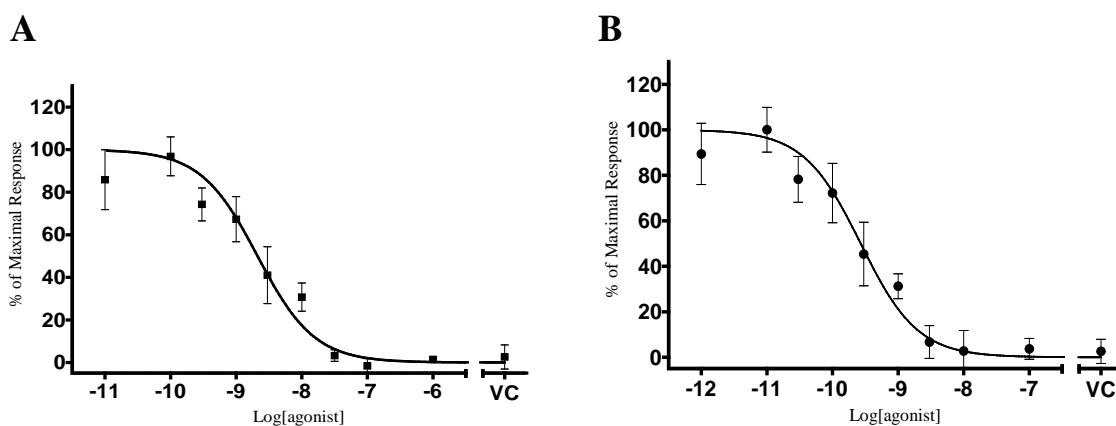 A
% of Maximal Response
120
100
80
60
40
20
0
-11 -10 -9 -8 -7 -6 VC
Log[agonist]
B
% of Maximal Response
120
100
80
60
40
20
0
-12 -11 -10 -9 -8 -7 VC
Log[agonist]